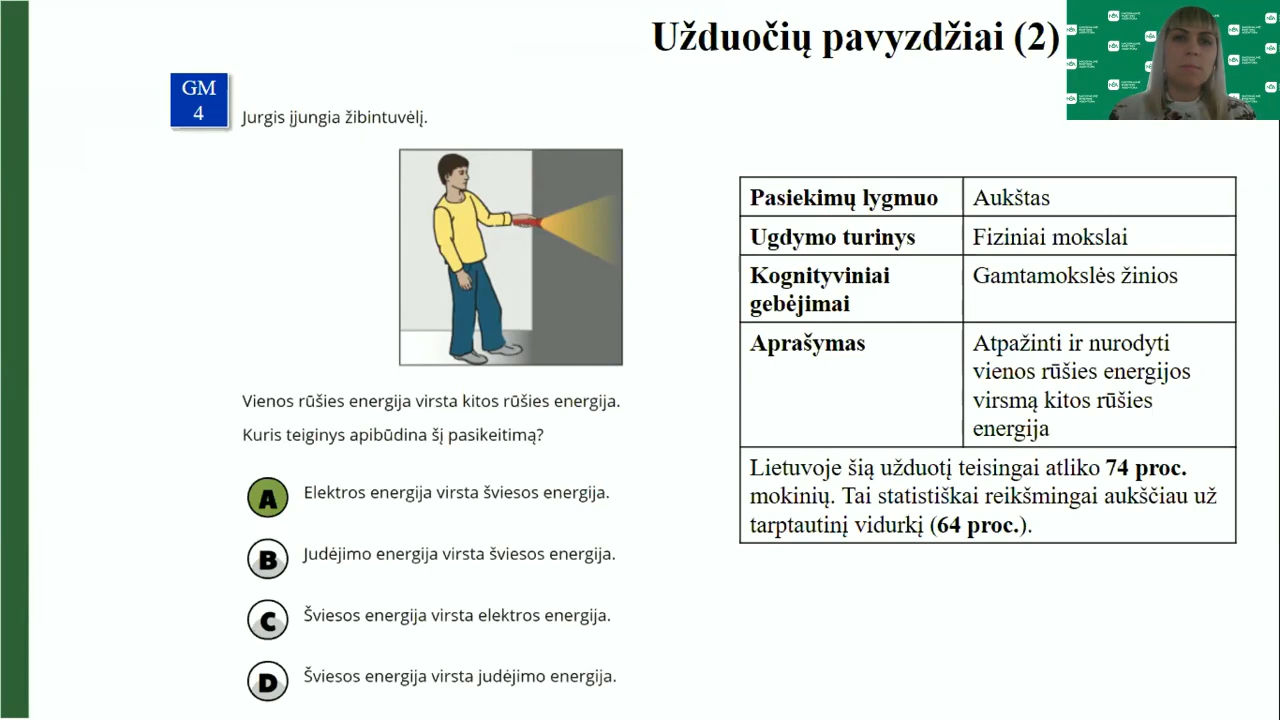 Užduočių pavyzdžiai (2)
GM
4
Jurgis įjungia žibintuvėlį.
Vienos rūšies energija virsta kitos rūšies energija.
Kuris teiginys apibūdina šį pasikeitimą?
A Elektros energija virsta šviesos energija.
B Judėjimo energija virsta šviesos energija.
C Šviesos energija virsta elektros energija.
D Šviesos energija virsta judėjimo energija.
Pasiekimų lygmuo Aukštas
Ugdymo turinys Fiziniai mokslai
Kognityviniai Gamtamokslės žinios
gebėjimai
Aprašymas Atpažinti ir nurodyti
vienos rūšies energijos
virsmą kitos rūšies
energija
Lietuvoje šią užduotį teisingai atliko 74 proc.
mokinių. Tai statistiškai reikšmingai aukščiau už
tarptautinį vidurkį (64 proc.).